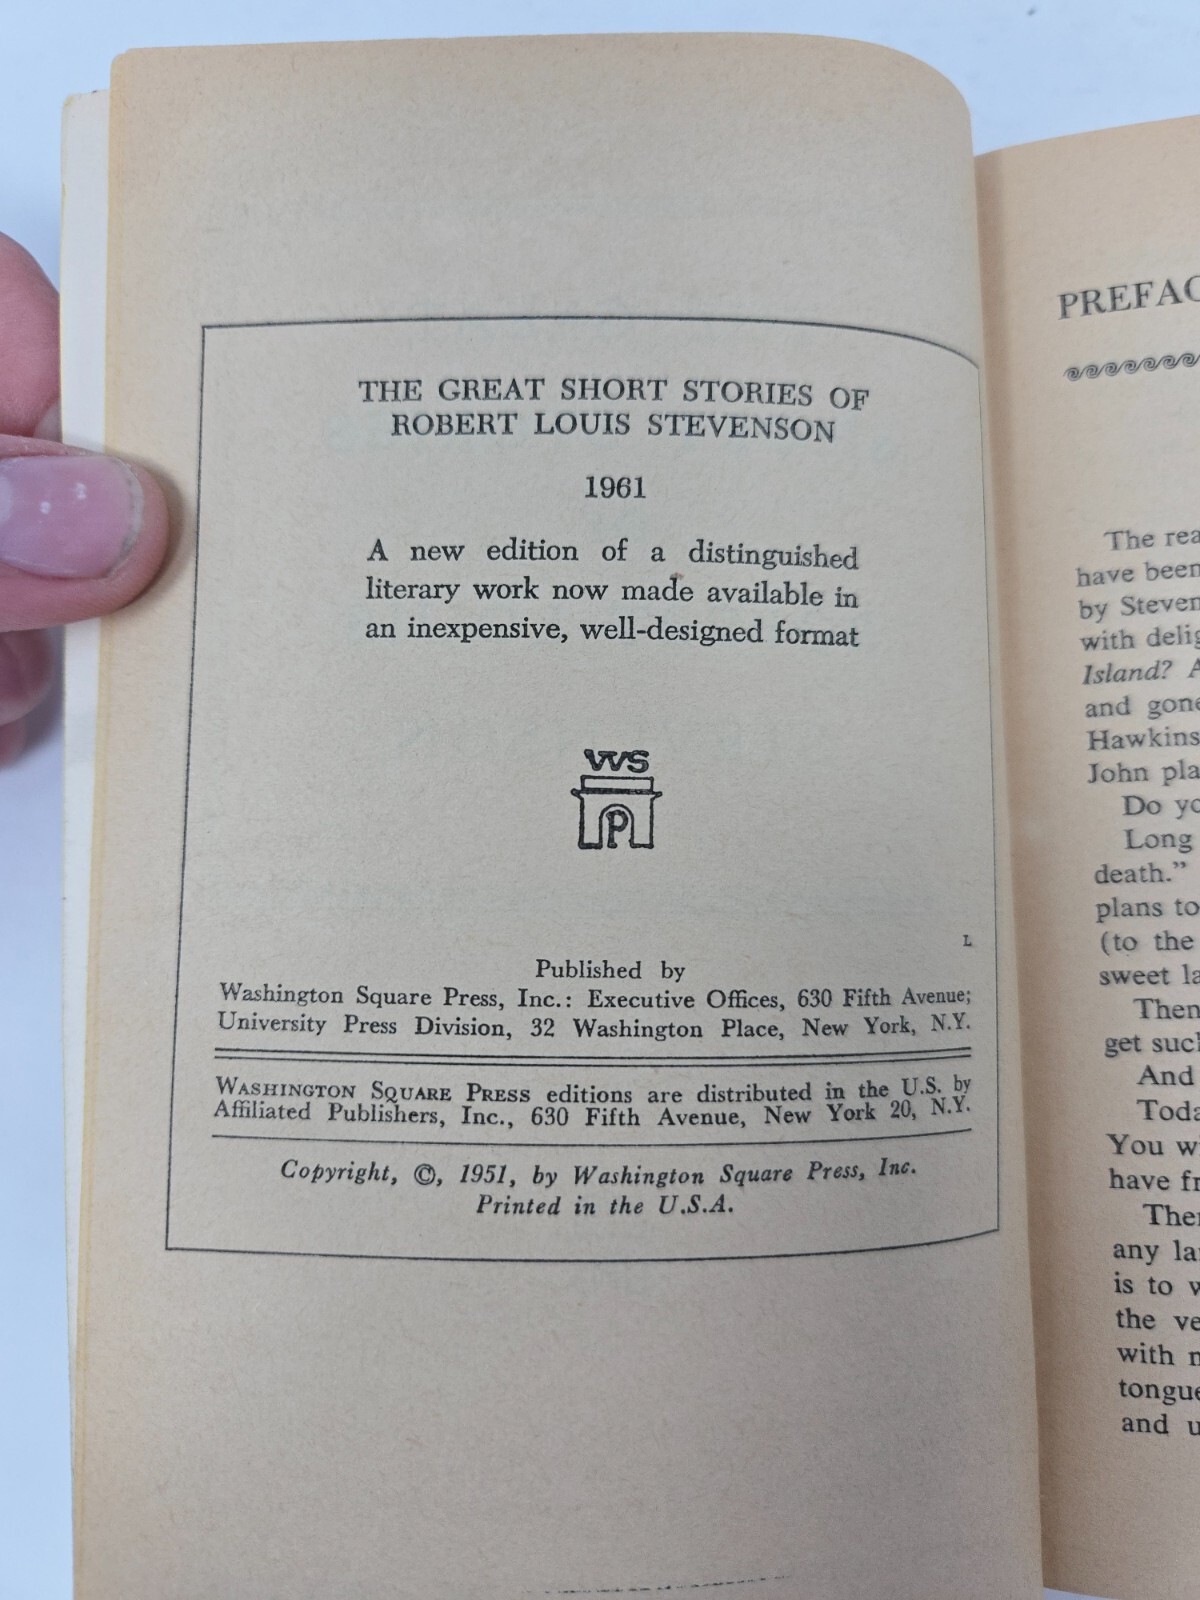 THE GREAT SHORT STORIES OF
ROBERT LOUIS STEVENSON
1961
A new edition of a distinguished
literary work now made available in
an inexpensive, well-designed format
WS
P
L
Published by
Washington Square Press, Inc.: Executive Offices, 630 Fifth Avenue;
University Press Division, 32 Washington Place, New York, N.Y.
WASHINGTON SQUARE PRESS editions are distributed in the U.S. by
Affiliated Publishers, Inc., 630 Fifth Avenue, New York 20, N.Y.
Copyright, ©, 1951, by Washington Square Press, Inc.
Printed in the U.S.A.
PREFAC
The rea
have been
by Steven
with delig
Island? A
and gone
Hawkins
John pla
Do yo
Long
death.”
plans to
(to the
sweet la
Then
get such
And
Toda
You w
have fr
Ther
any la
is to w
the ve
with
tongue
and u